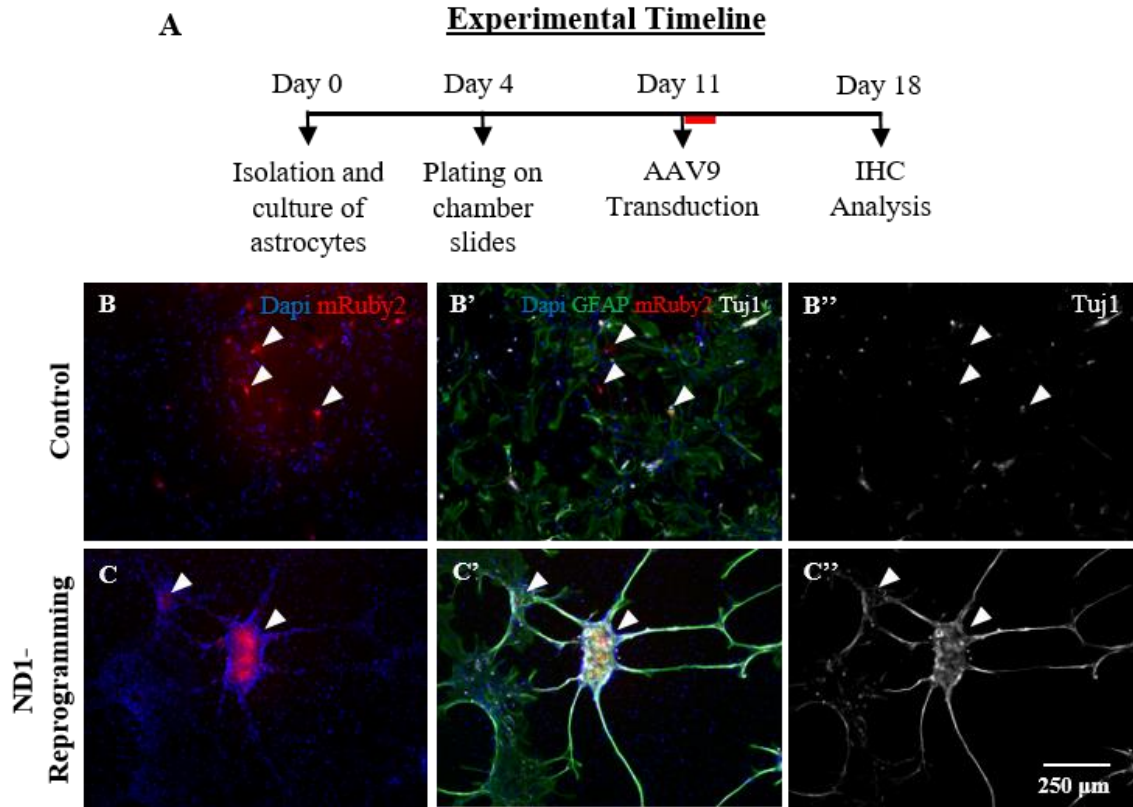 A
Experimental Timeline
Day 0 Day 4 Day 11 Day 18
Isolation and
culture of
astrocytes
Plating on
chamber
slides
AAV9
Transduction
IHC
Analysis
Control
B Dapi mRuby2
B' Dapi GFAP mRuby2 Tuj1
B'' Tuj1
ND1-
Reprogramming
C
C'
C''
250 µm